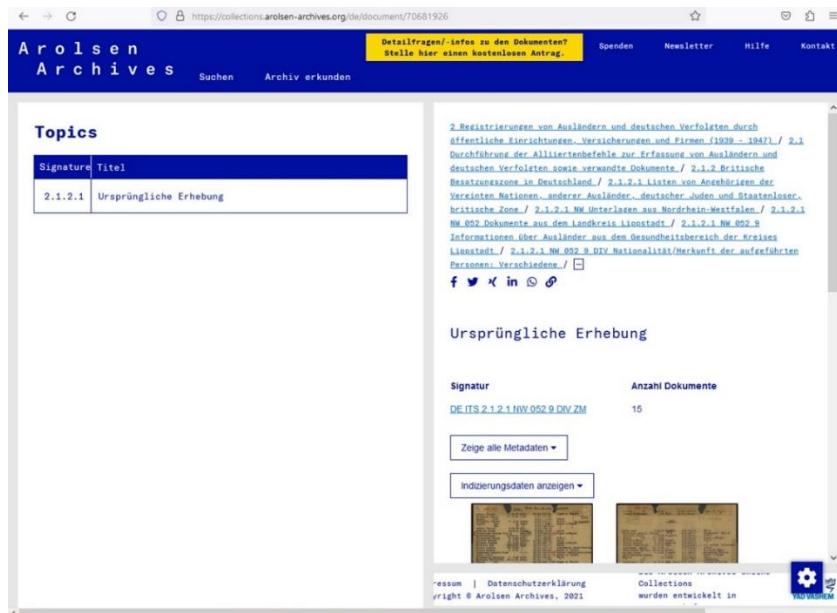 https://collections.arolsen-archives.org/de/document/70681926
Arolsen
Archives
Suchen
Archiv erkunden
Detailfragen/-infos zu den Dokumenten?
Stelle hier einen kostenlosen Antrag.
Spenden
Newsletter
Hilfe
Kontakt
Topics
Signature Titel
2.1.2.1 Ursprüngliche Erhebung
2 Registrierungen von Ausländern und deutschen Verfolgten durch
öffentliche Einrichtungen, Versicherungen und Firmen (1939 - 1947) / 2.1
Durchführung der Alliiertenbefehle zur Erfassung von Ausländern und
deutschen Verfolgten sowie verwandte Dokumente / 2.1.2 Britische
Besatzungszone in Deutschland / 2.1.2.1 Listen von Angehörigen der
Vereinten Nationen, anderer Ausländer, deutscher Juden und Staatenloser,
britische Zone / 2.1.2.1 NW Unterlagen aus Nordrhein-Westfalen / 2.1.2.1
NW 052 Dokumente aus dem Landkreis Lippstadt / 2.1.2.1 NW 052 9
Informationen über Ausländer aus dem Gesundheitsbereich der Kreises
Lippstadt / 2.1.2.1 NW 052 9 DIV Nationalität/Herkunft der aufgeführten
Personen: Verschiedene /
Ursprüngliche Erhebung
Signatur
Anzahl Dokumente
DE ITS 2.1.2.1 NW 052 9 DIV ZM
15
Zeige alle Metadaten
Indizierungsdaten anzeigen
ressum | Datenschutzerklärung
yright © Arolsen Archives, 2021
Collections
wurden entwickelt in
YAD VASHEM